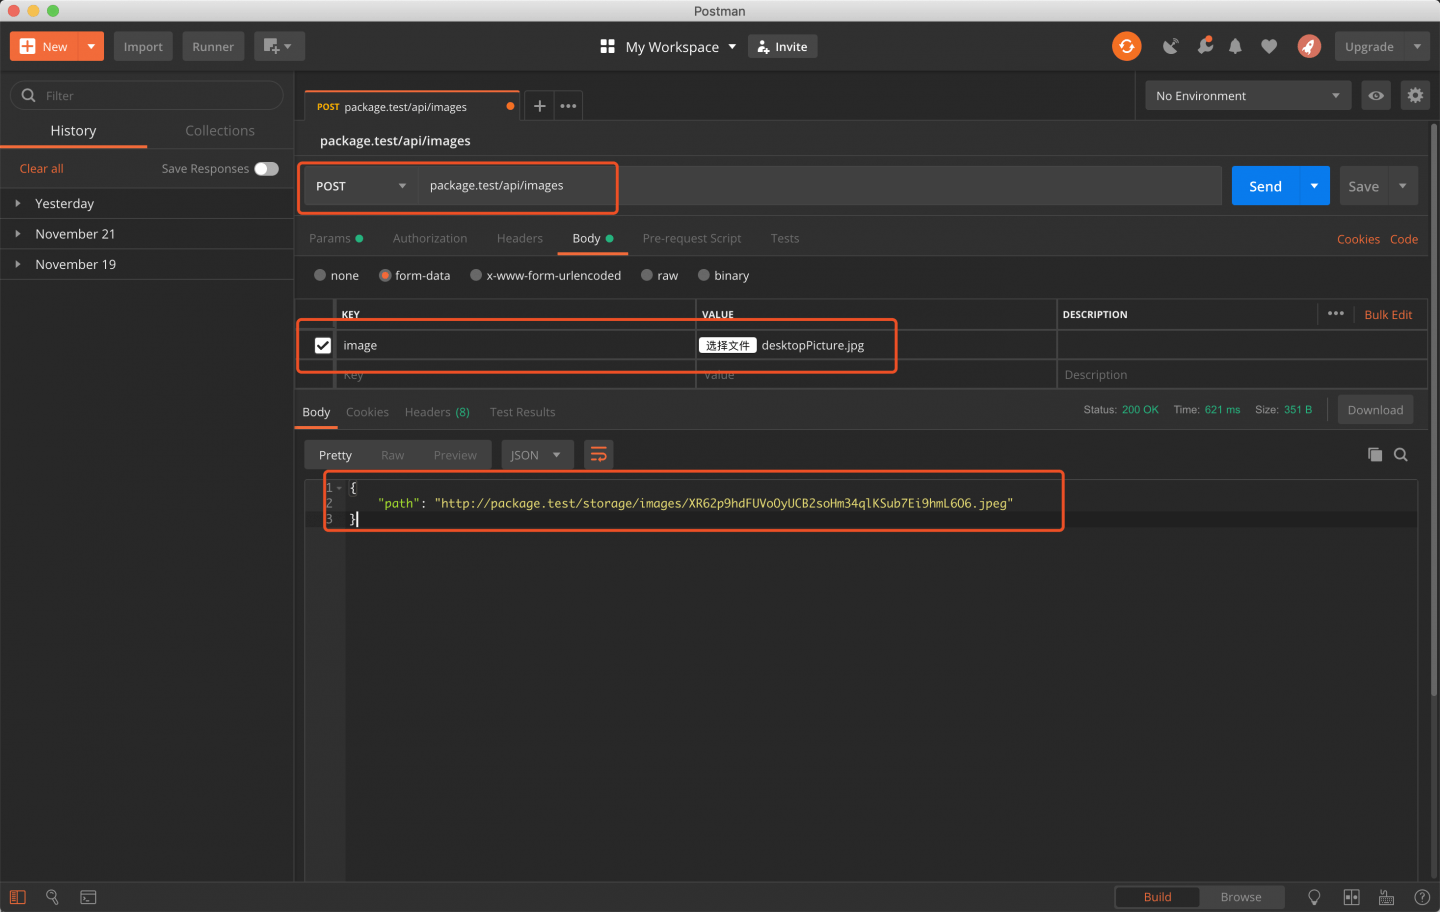 Postman
New
Import
Runner
My Workspace
Invite
Upgrade
Filter
History
Collections
Clear all
Save Responses
Yesterday
November 21
November 19
POST package.test/api/images
No Environment
package.test/api/images
POST
package.test/api/images
Send
Save
Params
Authorization
Headers
Body
Pre-request Script
Tests
Cookies
Code
none
form-data
x-www-form-urlencoded
raw
binary
KEY
VALUE
DESCRIPTION
Bulk Edit
image
选择文件 desktopPicture.jpg
Key
Value
Description
Body
Cookies
Headers (8)
Test Results
Status: 200 OK
Time: 621 ms
Size: 351 B
Download
Pretty
Raw
Preview
JSON
1 {
2 "path": "http://package.test/storage/images/XR62p9hdFUVoOyUCB2soHm34qlKSub7Ei9hmL6O6.jpeg"
3 }
Build
Browse